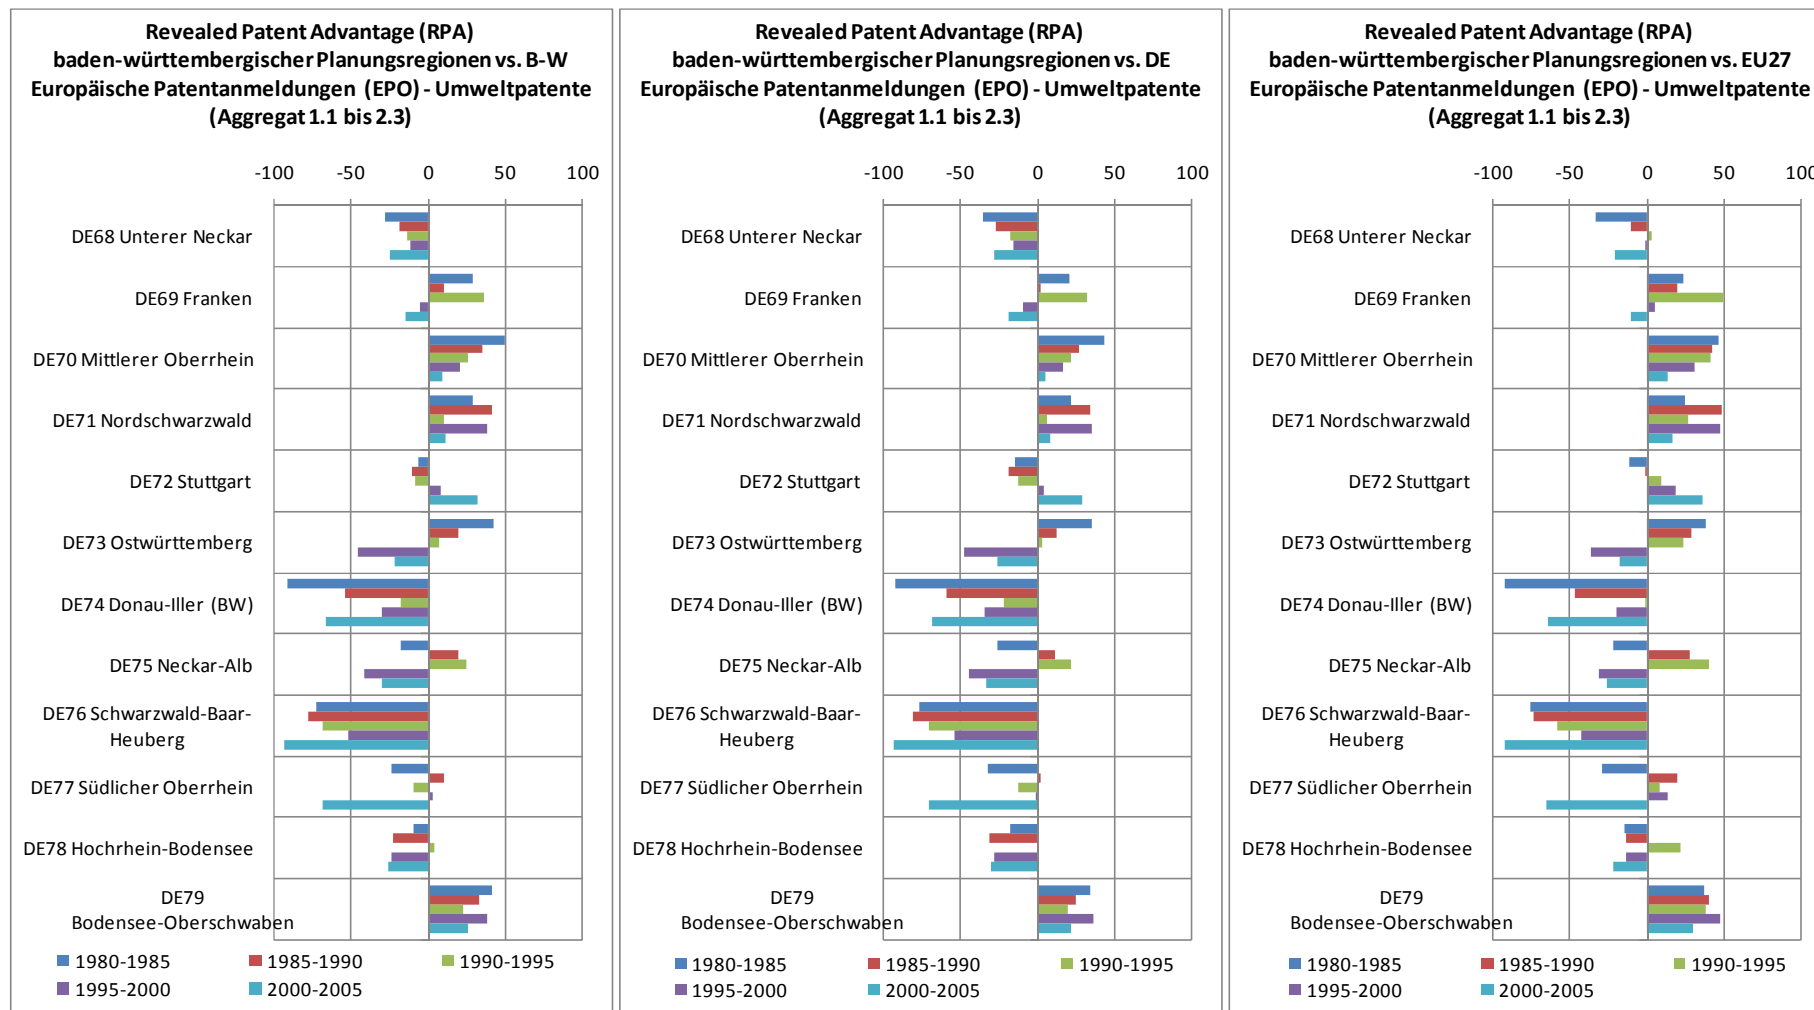 Revealed Patent Advantage (RPA)
baden-württembergischer Planungsregionen vs. B-W
Europäische Patentanmeldungen (EPO) - Umweltpatente
(Aggregat 1.1 bis 2.3)
-100 -50 0 50 100
DE68 Unterer Neckar
DE69 Franken
DE70 Mittlerer Oberrhein
DE71 Nordschwarzwald
DE72 Stuttgart
DE73 Ostwürttemberg
DE74 Donau-Iller (BW)
DE75 Neckar-Alb
DE76 Schwarzwald-Baar-
Heuberg
DE77 Südlicher Oberrhein
DE78 Hochrhein-Bodensee
DE79
Bodensee-Oberschwaben
1980-1985 1985-1990 1990-1995
1995-2000 2000-2005
Revealed Patent Advantage (RPA)
baden-württembergischer Planungsregionen vs. DE
Europäische Patentanmeldungen (EPO) - Umweltpatente
(Aggregat 1.1 bis 2.3)
-100 -50 0 50 100
DE68 Unterer Neckar
DE69 Franken
DE70 Mittlerer Oberrhein
DE71 Nordschwarzwald
DE72 Stuttgart
DE73 Ostwürttemberg
DE74 Donau-Iller (BW)
DE75 Neckar-Alb
DE76 Schwarzwald-Baar-
Heuberg
DE77 Südlicher Oberrhein
DE78 Hochrhein-Bodensee
DE79
Bodensee-Oberschwaben
1980-1985 1985-1990 1990-1995
1995-2000 2000-2005
Revealed Patent Advantage (RPA)
baden-württembergischer Planungsregionen vs. EU27
Europäische Patentanmeldungen (EPO) - Umweltpatente
(Aggregat 1.1 bis 2.3)
-100 -50 0 50 100
DE68 Unterer Neckar
DE69 Franken
DE70 Mittlerer Oberrhein
DE71 Nordschwarzwald
DE72 Stuttgart
DE73 Ostwürttemberg
DE74 Donau-Iller (BW)
DE75 Neckar-Alb
DE76 Schwarzwald-Baar-
Heuberg
DE77 Südlicher Oberrhein
DE78 Hochrhein-Bodensee
DE79
Bodensee-Oberschwaben
1980-1985 1985-1990 1990-1995
1995-2000 2000-2005